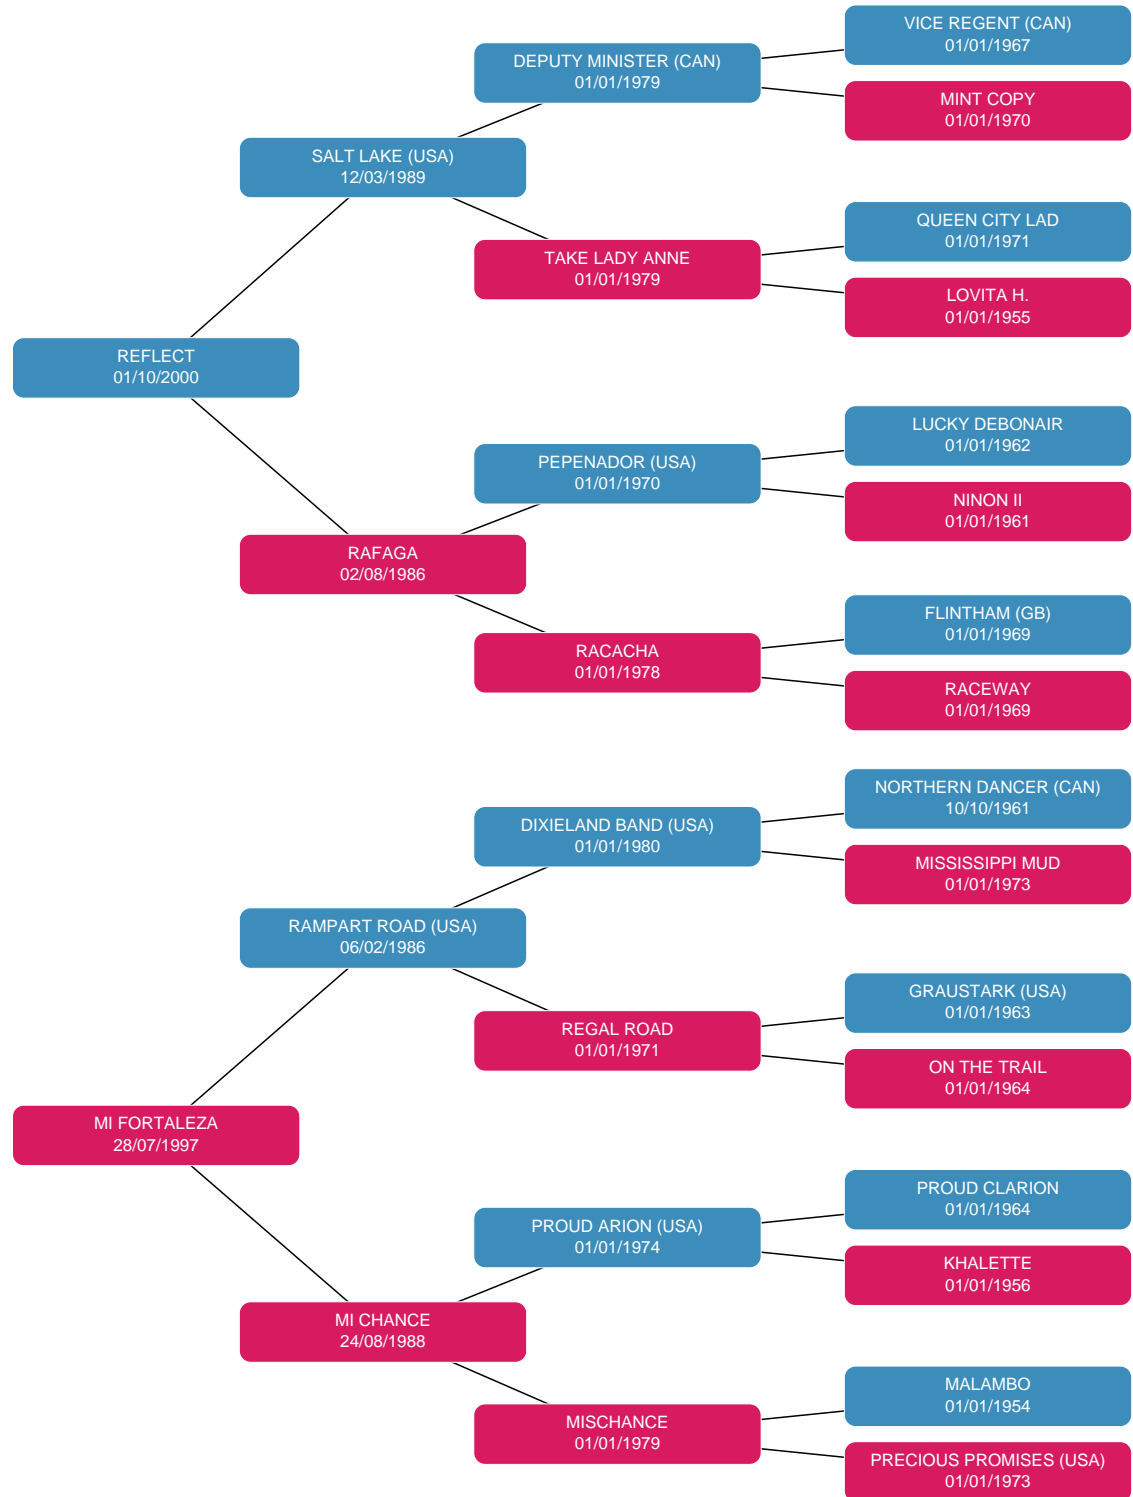 VICE REGENT (CAN)
01/01/1967
DEPUTY MINISTER (CAN)
01/01/1979
MINT COPY
01/01/1970
SALT LAKE (USA)
12/03/1989
QUEEN CITY LAD
01/01/1971
TAKE LADY ANNE
01/01/1979
LOVITA H.
01/01/1955
REFLECT
01/10/2000
LUCKY DEBONAIR
01/01/1962
PEPENADOR (USA)
01/01/1970
NINON II
01/01/1961
RAFAGA
02/08/1986
FLINTHAM (GB)
01/01/1969
RACACHA
01/01/1978
RACEWAY
01/01/1969
NORTHERN DANCER (CAN)
10/10/1961
DIXIELAND BAND (USA)
01/01/1980
MISSISSIPPI MUD
01/01/1973
RAMPART ROAD (USA)
06/02/1986
GRAUSTARK (USA)
01/01/1963
REGAL ROAD
01/01/1971
ON THE TRAIL
01/01/1964
MI FORTALEZA
28/07/1997
PROUD CLARION
01/01/1964
PROUD ARION (USA)
01/01/1974
KHALETTE
01/01/1956
MI CHANCE
24/08/1988
MALAMBO
01/01/1954
MISCHANCE
01/01/1979
PRECIOUS PROMISES (USA)
01/01/1973